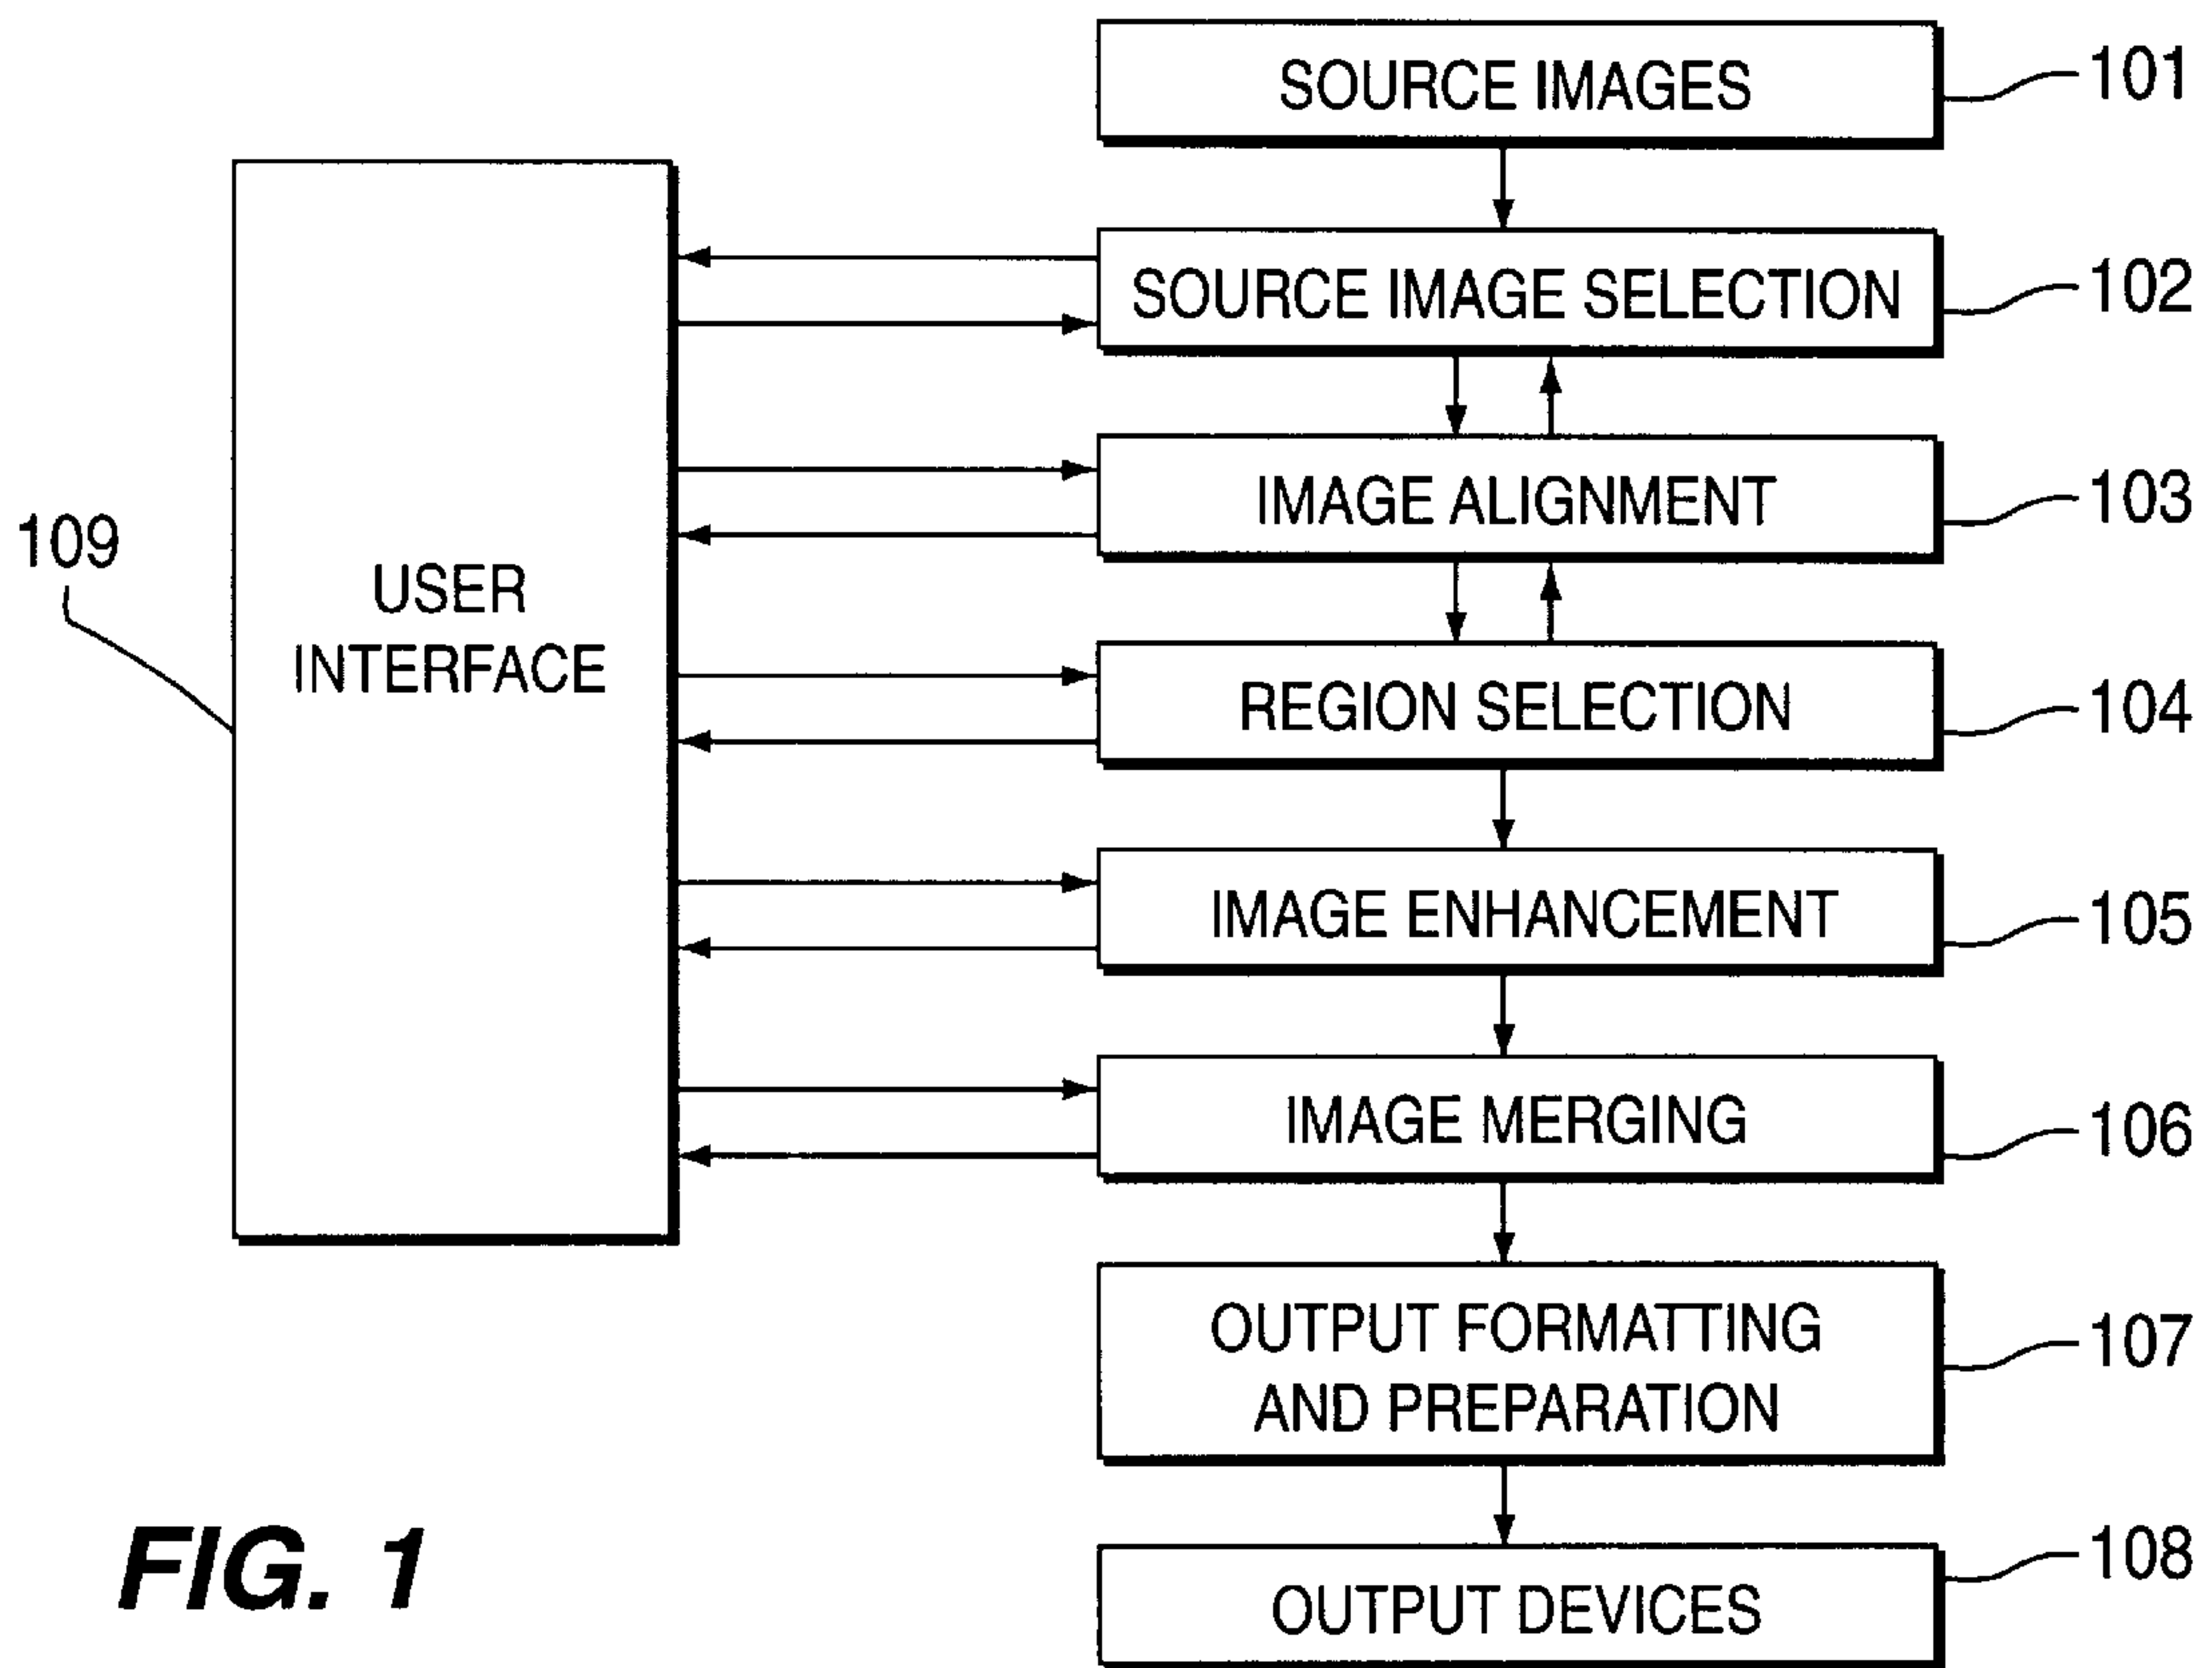 SOURCE IMAGES
101
SOURCE IMAGE SELECTION
102
IMAGE ALIGNMENT
103
109
USER
INTERFACE
REGION SELECTION
104
IMAGE ENHANCEMENT
105
IMAGE MERGING
106
OUTPUT FORMATTING
AND PREPARATION
107
OUTPUT DEVICES
108
FIG. 1